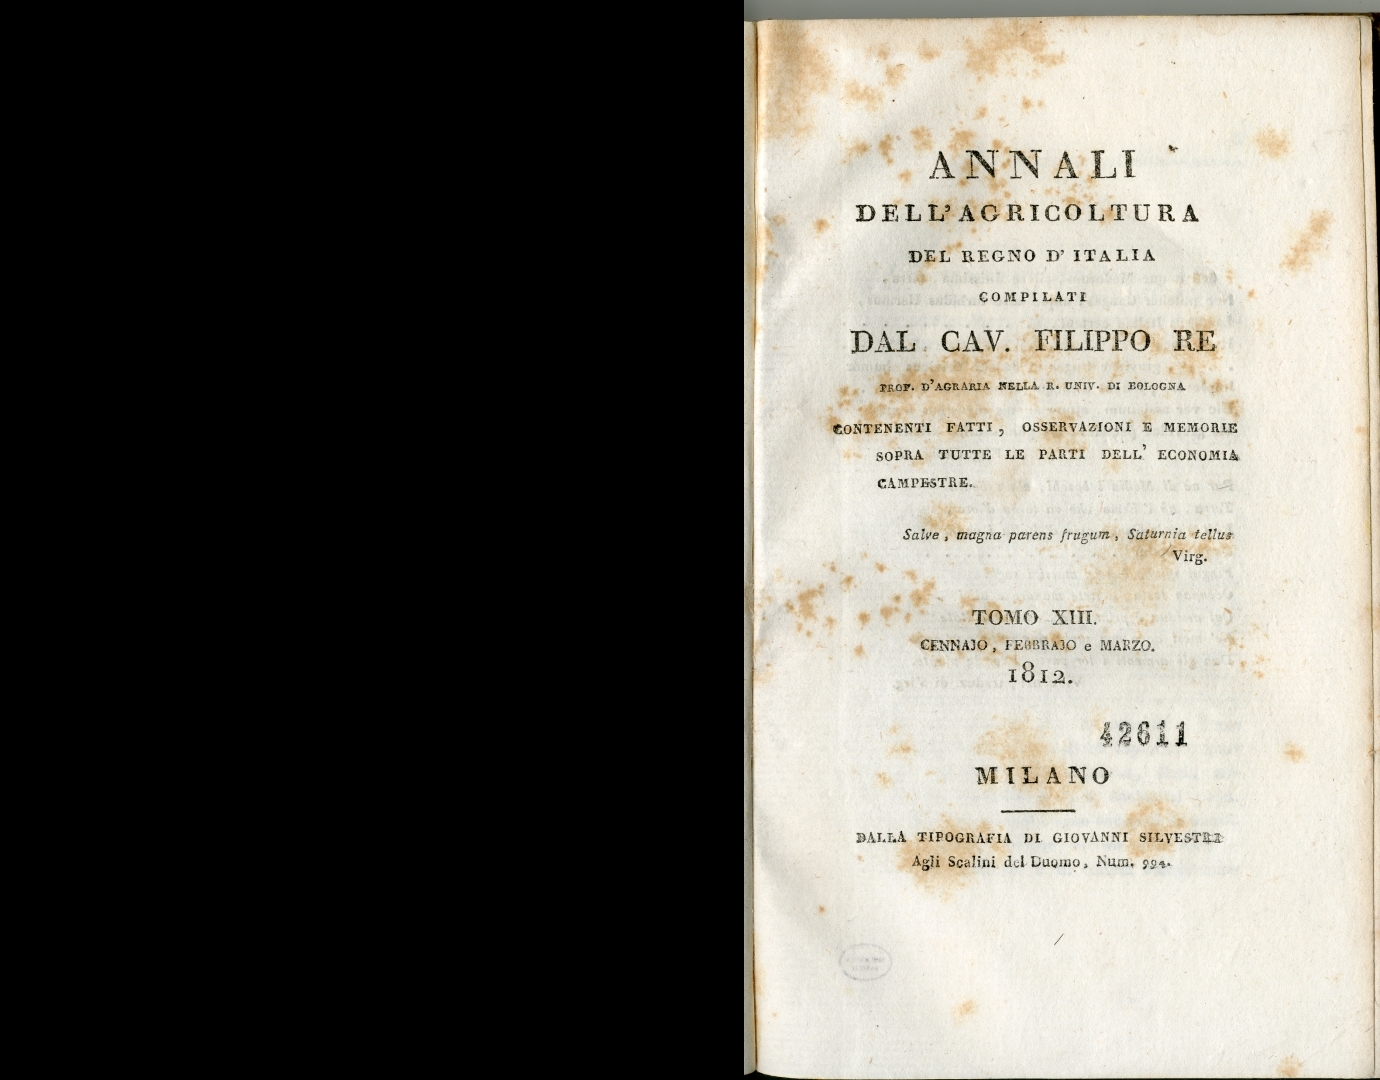 ANNALI
DELL'AGRICOLTURA
DEL REGNO D' ITALIA
COMPILATI
DAL CAV. FILIPPO RE
PROF. D'AGRARIA NELLA R. UNIV. DI BOLOGNA
CONTENENTI FATTI, OSSERVAZIONI E MEMORIE
SOPRA TUTTE LE PARTI DELL' ECONOMIA
CAMPESTRE.
Salve, magna parens frugum, Saturnia tellus
Virg.
TOMO XIII.
GENNAJO, FEBBRAJO e MARZO.
1812.
42611
MILANO
DALLA TIPOGRAFIA DI GIOVANNI SILVESTRI
Agli Scalini del Duomo, Num. 994.